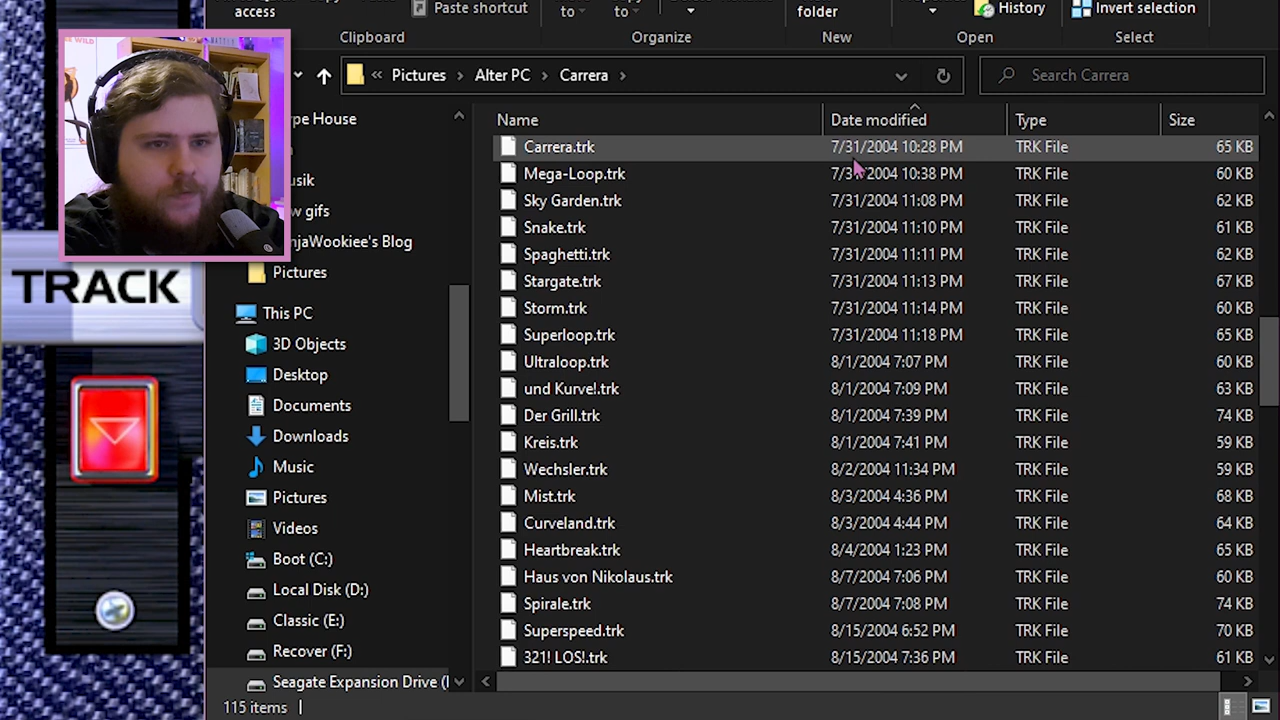 access
Paste shortcut
to
to
folder
History
Invert selection
Clipboard
Organize
New
Open
Select
Pictures > Alter PC > Carrera >
Search Carrera
ype House
Name
Date modified
Type
Size
usik
w gifs
njaWookiee's Blog
Pictures
This PC
3D Objects
Desktop
Documents
Downloads
Music
Pictures
Videos
Boot (C:)
Local Disk (D:)
Classic (E:)
Recover (F:)
Seagate Expansion Drive (
Carrera.trk 7/31/2004 10:28 PM TRK File 65 KB
Mega-Loop.trk 7/31/2004 10:38 PM TRK File 60 KB
Sky Garden.trk 7/31/2004 11:08 PM TRK File 62 KB
Snake.trk 7/31/2004 11:10 PM TRK File 61 KB
Spaghetti.trk 7/31/2004 11:11 PM TRK File 62 KB
Stargate.trk 7/31/2004 11:13 PM TRK File 67 KB
Storm.trk 7/31/2004 11:14 PM TRK File 60 KB
Superloop.trk 7/31/2004 11:18 PM TRK File 65 KB
Ultraloop.trk 8/1/2004 7:07 PM TRK File 60 KB
und Kurve!.trk 8/1/2004 7:09 PM TRK File 63 KB
Der Grill.trk 8/1/2004 7:39 PM TRK File 74 KB
Kreis.trk 8/1/2004 7:41 PM TRK File 59 KB
Wechsler.trk 8/2/2004 11:34 PM TRK File 59 KB
Mist.trk 8/3/2004 4:36 PM TRK File 68 KB
Curveland.trk 8/3/2004 4:44 PM TRK File 64 KB
Heartbreak.trk 8/4/2004 1:23 PM TRK File 65 KB
Haus von Nikolaus.trk 8/7/2004 7:06 PM TRK File 60 KB
Spirale.trk 8/7/2004 7:08 PM TRK File 74 KB
Superspeed.trk 8/15/2004 6:52 PM TRK File 70 KB
321! LOS!.trk 8/15/2004 7:36 PM TRK File 61 KB
115 items
TRACK